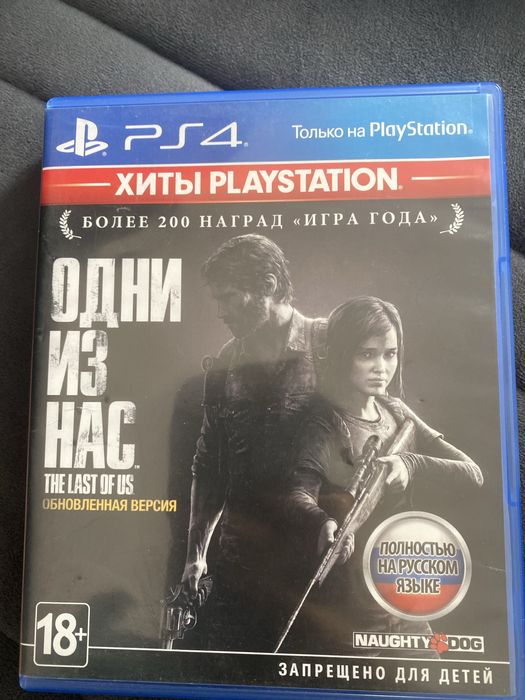 PS4
Только на PlayStation®
ХИТЫ PLAYSTATION®
БОЛЕЕ 200 НАГРАД «ИГРА ГОДА»
ОДНИ
ИЗ
НАС™
THE LAST OF US
ОБНОВЛЕННАЯ ВЕРСИЯ
ПОЛНОСТЬЮ
НА РУССКОМ
ЯЗЫКЕ
18+
NAUGHTY DOG
ЗАПРЕЩЕНО ДЛЯ ДЕТЕЙ